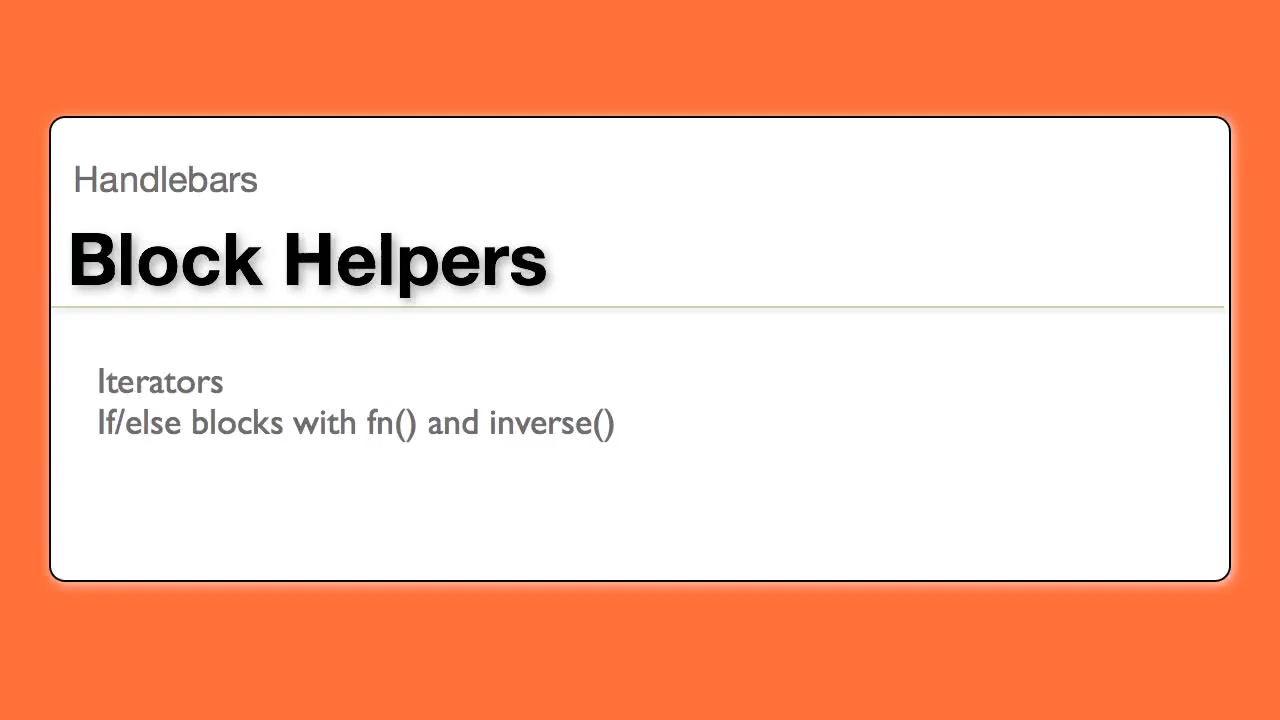 Handlebars
Block Helpers
Iterators
If/else blocks with fn() and inverse()